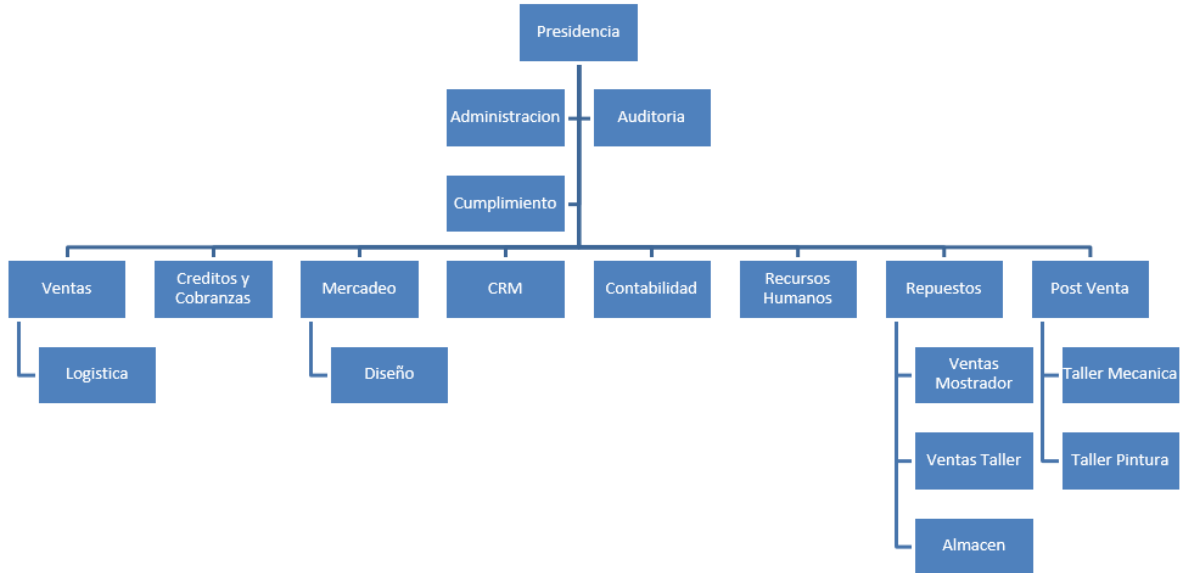 Presidencia
Administracion
Auditoria
Cumplimiento
Ventas
Creditos y
Cobranzas
Mercadeo
CRM
Contabilidad
Recursos
Humanos
Repuestos
Post Venta
Logistica
Diseño
Ventas
Mostrador
Taller Mecanica
Ventas Taller
Taller Pintura
Almacen